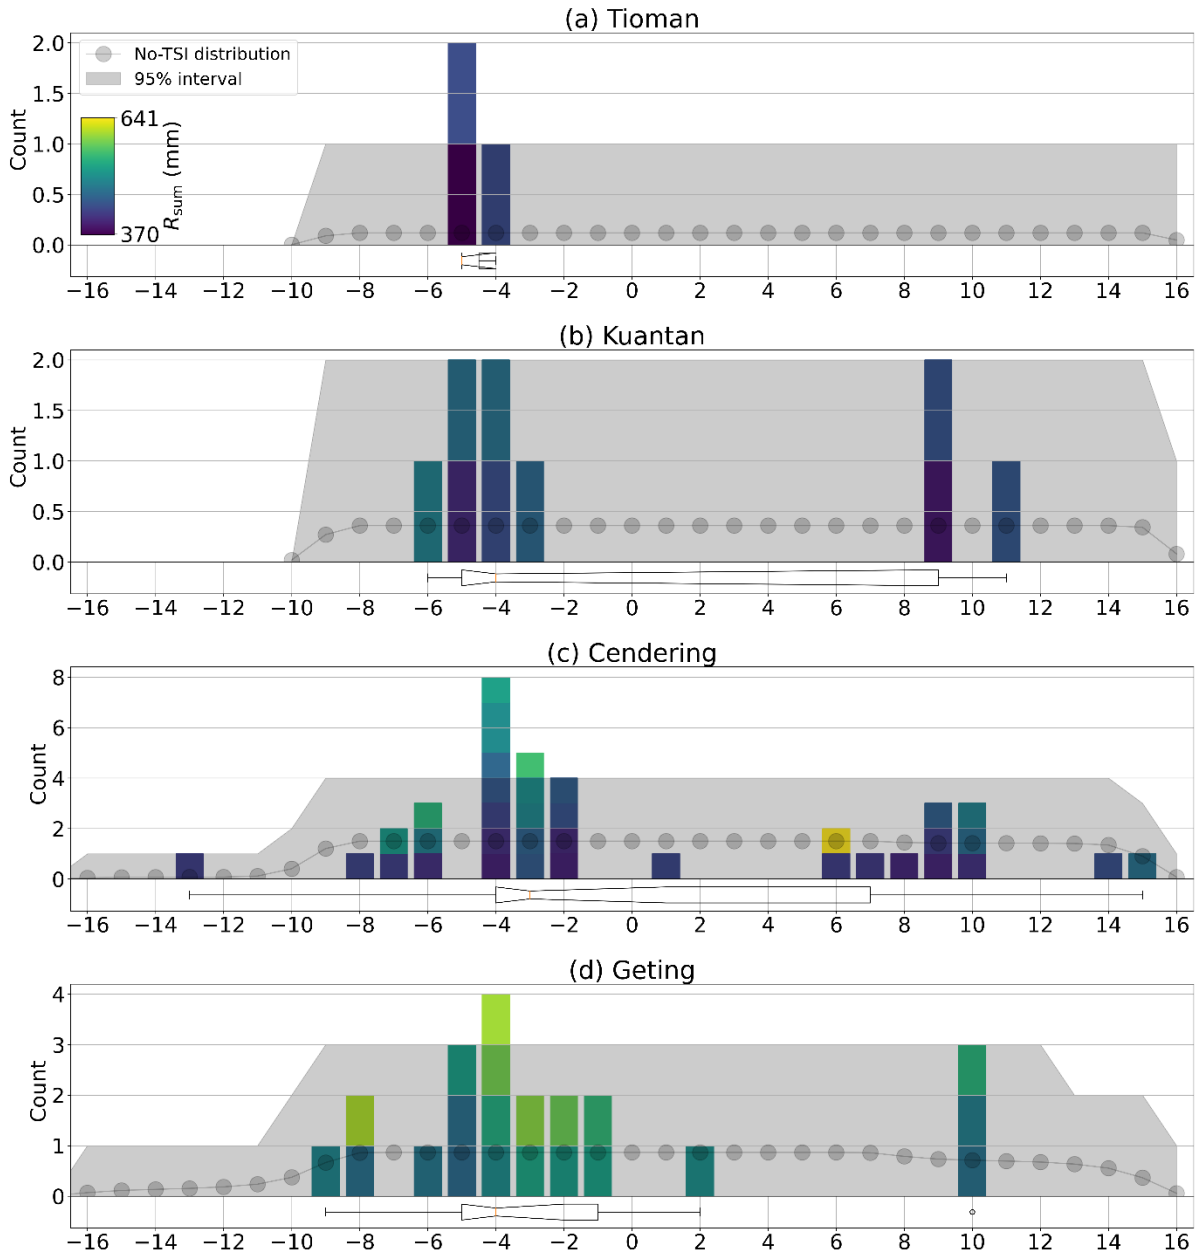 (a) Tioman
2.0
1.5
1.0
0.5
0.0
Count
No-TSI distribution
95% interval
641
370
R_sum (mm)
−16 −14 −12 −10 −8 −6 −4 −2 0 2 4 6 8 10 12 14 16
(b) Kuantan
2.0
1.5
1.0
0.5
0.0
Count
−16 −14 −12 −10 −8 −6 −4 −2 0 2 4 6 8 10 12 14 16
(c) Cendering
8
6
4
2
0
Count
−16 −14 −12 −10 −8 −6 −4 −2 0 2 4 6 8 10 12 14 16
(d) Geting
4
3
2
1
0
Count
−16 −14 −12 −10 −8 −6 −4 −2 0 2 4 6 8 10 12 14 16